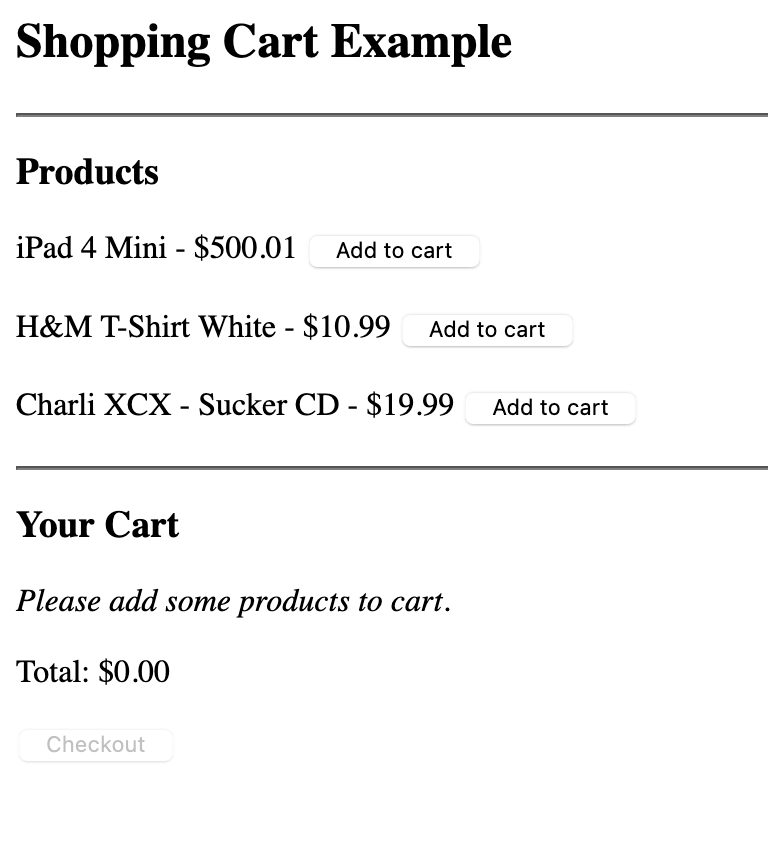 Shopping Cart Example
Products
iPad 4 Mini - $500.01 Add to cart
H&M T-Shirt White - $10.99 Add to cart
Charli XCX - Sucker CD - $19.99 Add to cart
Your Cart
Please add some products to cart.
Total: $0.00
Checkout